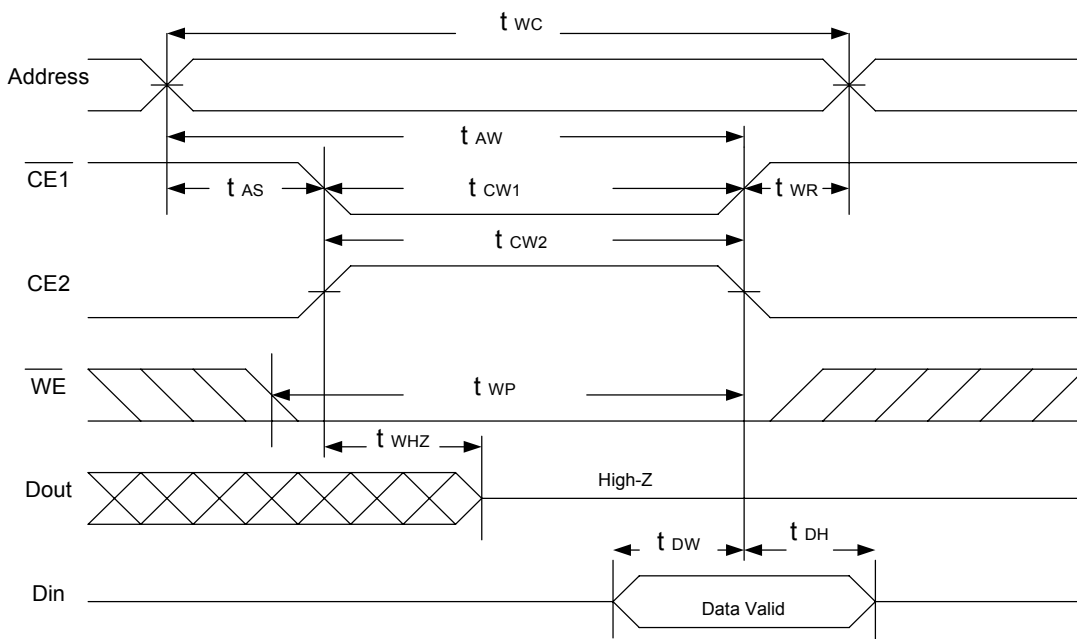 t WC
Address
t AW
CE1
t AS
t CW1
t WR
t CW2
CE2
WE
t WP
t WHZ
Dout
High-Z
t DW
t DH
Din
Data Valid